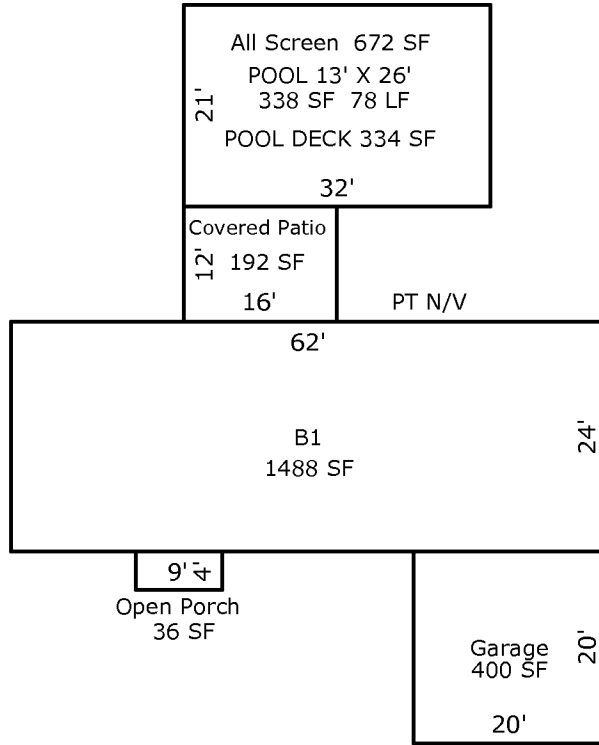 All Screen 672 SF
POOL 13' X 26'
338 SF 78 LF
21'
POOL DECK 334 SF
32'
Covered Patio
12'
192 SF
16'
PT N/V
62'
24'
B1
1488 SF
9'
4'
Open Porch
36 SF
Garage
400 SF
20'
20'